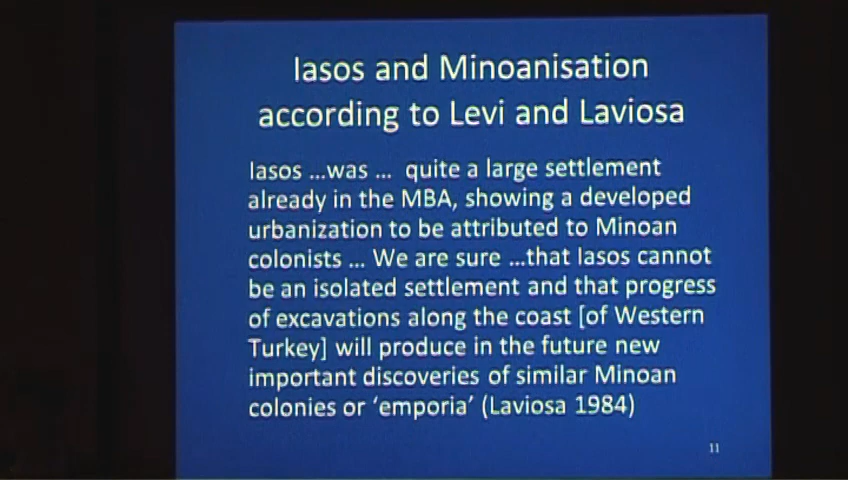 Iasos and Minoanisation
according to Levi and Laviosa
Iasos ...was ... quite a large settlement
already in the MBA, showing a developed
urbanization to be attributed to Minoan
colonists ... We are sure ...that Iasos cannot
be an isolated settlement and that progress
of excavations along the coast [of Western
Turkey] will produce in the future new
important discoveries of similar Minoan
colonies or ‘emporia’ (Laviosa 1984)
11